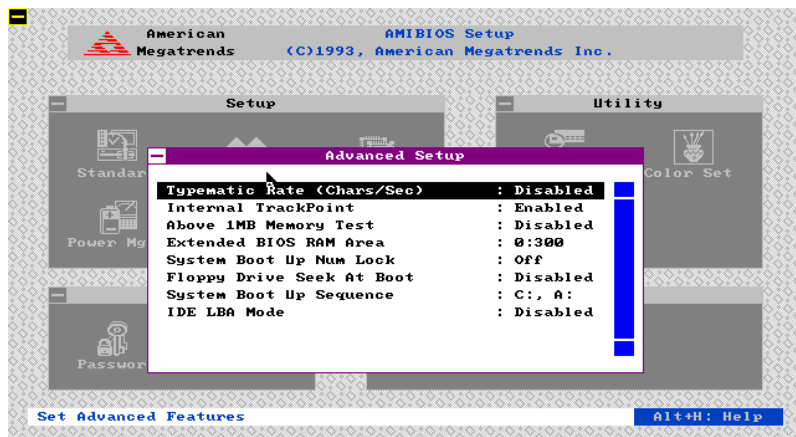 American
Megatrends
AMIBIOS Setup
(C)1993, American Megatrends Inc.
Setup
Utility
Standar
Color Set
Power Mg
Passwor
Advanced Setup
Typematic Rate (Chars/Sec) : Disabled
Internal TrackPoint : Enabled
Above 1MB Memory Test : Disabled
Extended BIOS RAM Area : 0:300
System Boot Up Num Lock : Off
Floppy Drive Seek At Boot : Disabled
System Boot Up Sequence : C:, A:
IDE LBA Mode : Disabled
Set Advanced Features
Alt+H: Help